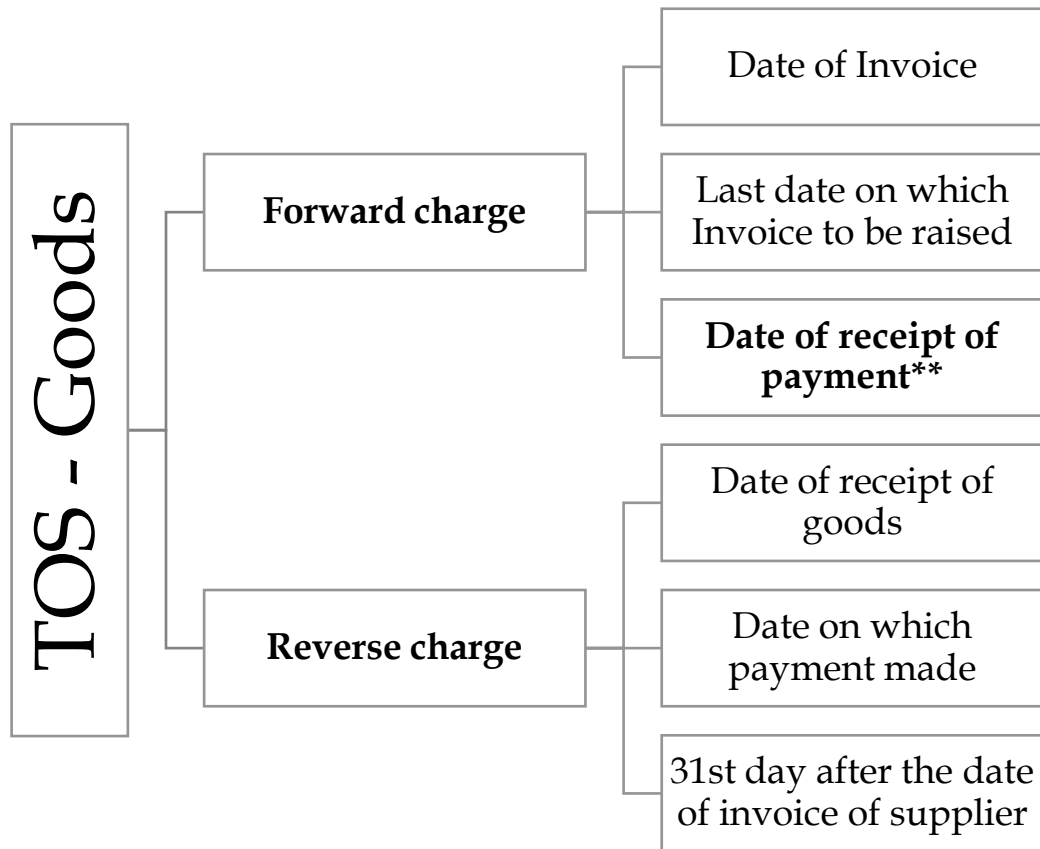 TOS - Goods
Forward charge
Date of Invoice
Last date on which
Invoice to be raised
Date of receipt of
payment**
Reverse charge
Date of receipt of
goods
Date on which
payment made
31st day after the date
of invoice of supplier